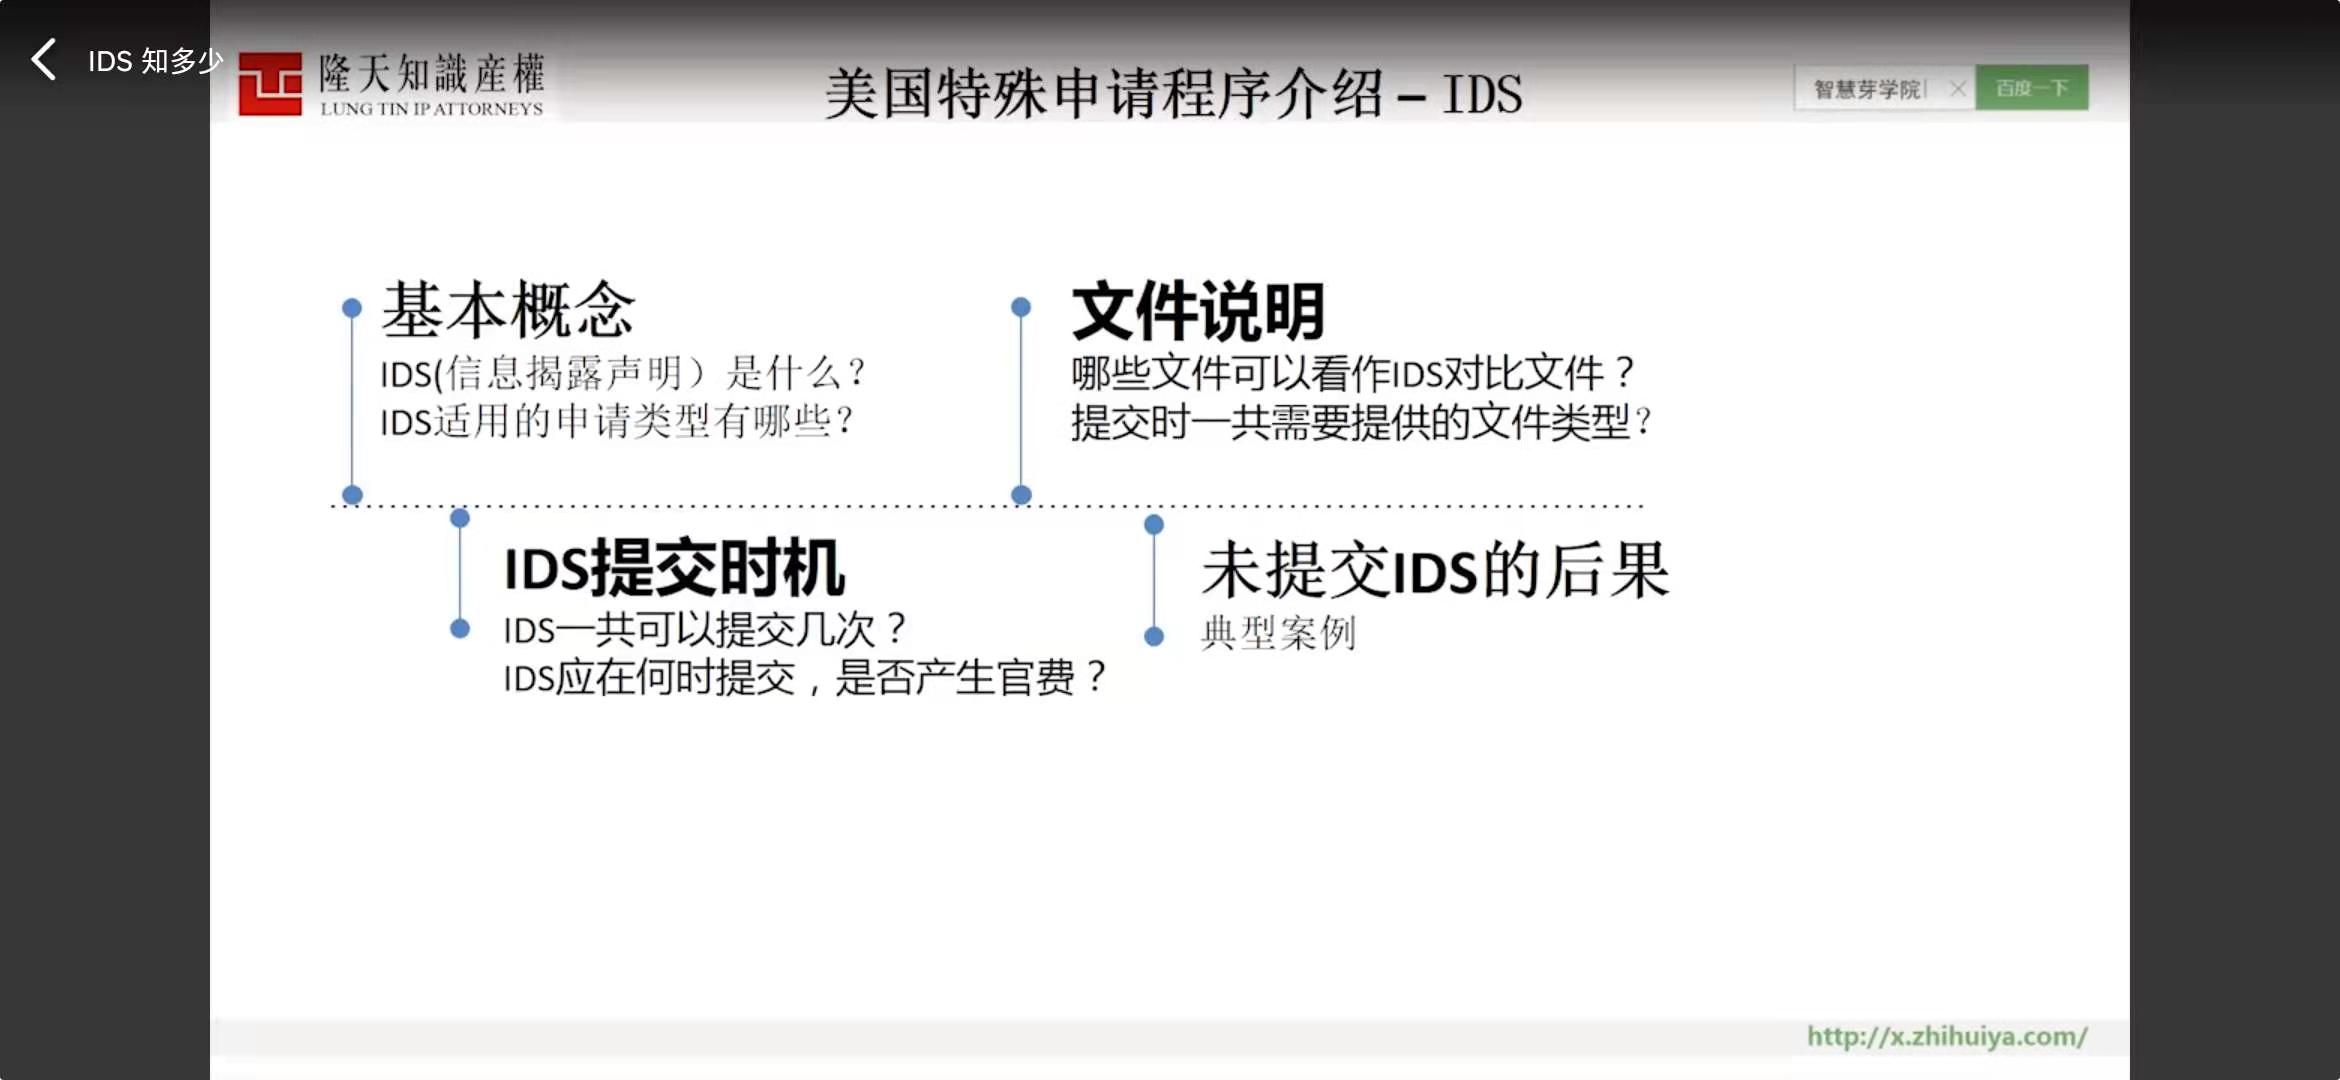 IDS 知多少
隆天知識産權
LUNG TIN IP ATTORNEYS
美国特殊申请程序介绍 – IDS
智慧芽学院
百度一下
基本概念
IDS(信息揭露声明）是什么？
IDS适用的申请类型有哪些？
文件说明
哪些文件可以看作IDS对比文件？
提交时一共需要提供的文件类型？
IDS提交时机
IDS一共可以提交几次？
IDS应在何时提交，是否产生官费？
未提交IDS的后果
典型案例
http://x.zhihuiya.com/